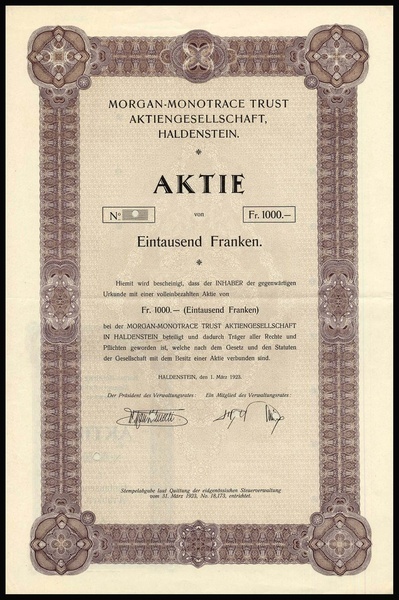 MORGAN-MONOTRACE TRUST
AKTIENGESELLSCHAFT,
HALDENSTEIN.
AKTIE
No von Fr. 1000.—
Eintausend Franken.
Hiemit wird bescheinigt, dass der INHABER der gegenwärtigen
Urkunde mit einer volleinbezahlten Aktie von
Fr. 1000.— (Eintausend Franken)
bei der MORGAN-MONOTRACE TRUST AKTIENGESELLSCHAFT
IN HALDENSTEIN beteiligt und dadurch Träger aller Rechte und
Pflichten geworden ist, welche nach dem Gesetz und den Statuten
der Gesellschaft mit dem Besitz einer Aktie verbunden sind.
HALDENSTEIN, den 1. März 1925.
Der Präsident des Verwaltungsrates: Ein Mitglied des Verwaltungsrates:
Stempelabgabe laut Quittung der eidgenössischen Steuerverwaltung
vom 31. März 1925, No. 18,173, entrichtet.